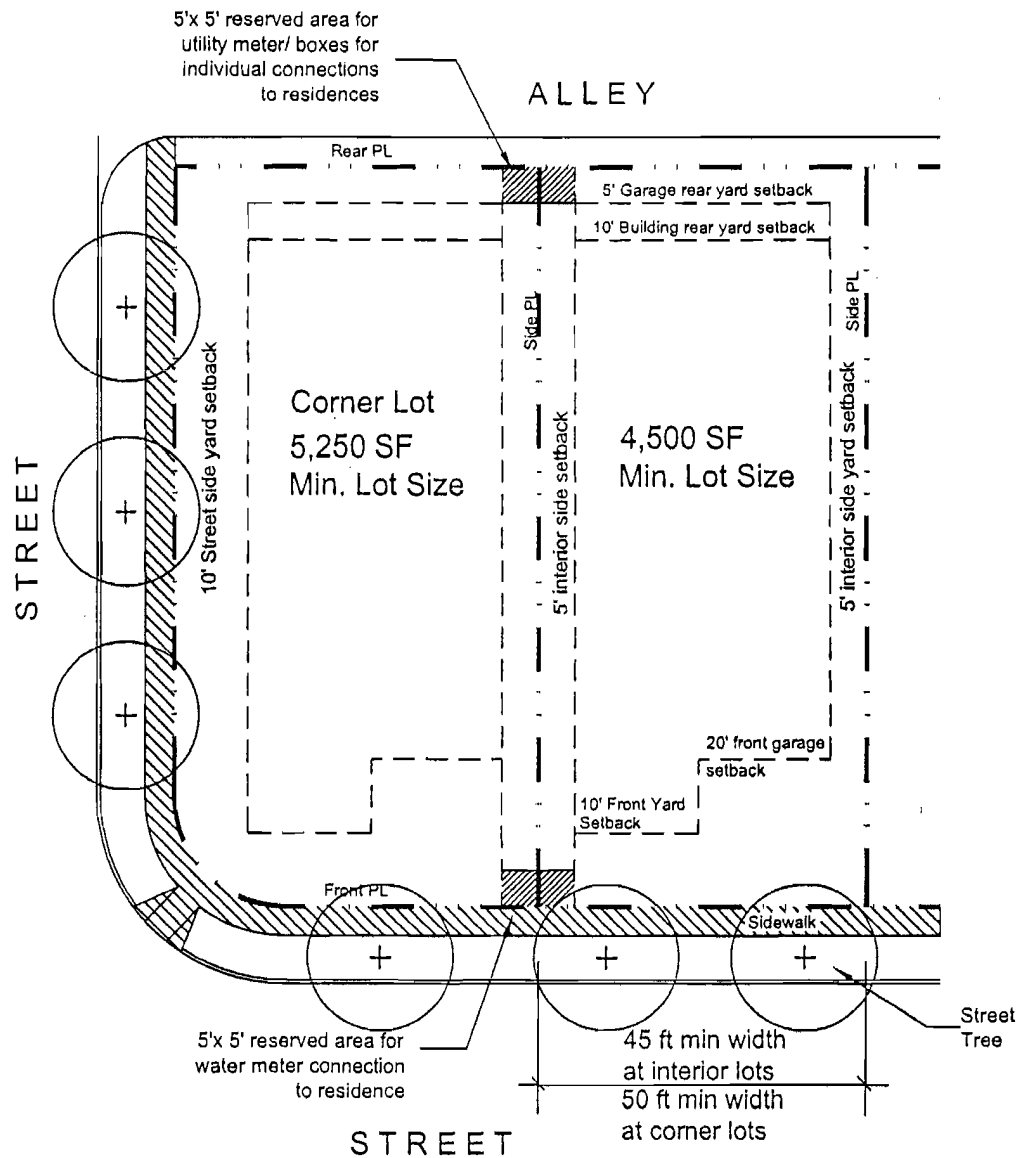 5'x 5' reserved area for
utility meter/ boxes for
individual connections
to residences
ALLEY
Rear PL
5' Garage rear yard setback
10' Building rear yard setback
Side PL
Side PL
STREET
10' Street side yard setback
Corner Lot
5,250 SF
Min. Lot Size
5' interior side setback
4,500 SF
Min. Lot Size
5' interior side yard setback
20' front garage
setback
10' Front Yard
Setback
Front PL
Sidewalk
5'x 5' reserved area for
water meter connection
to residence
45 ft min width
at interior lots
50 ft min width
at corner lots
Street
Tree
STREET